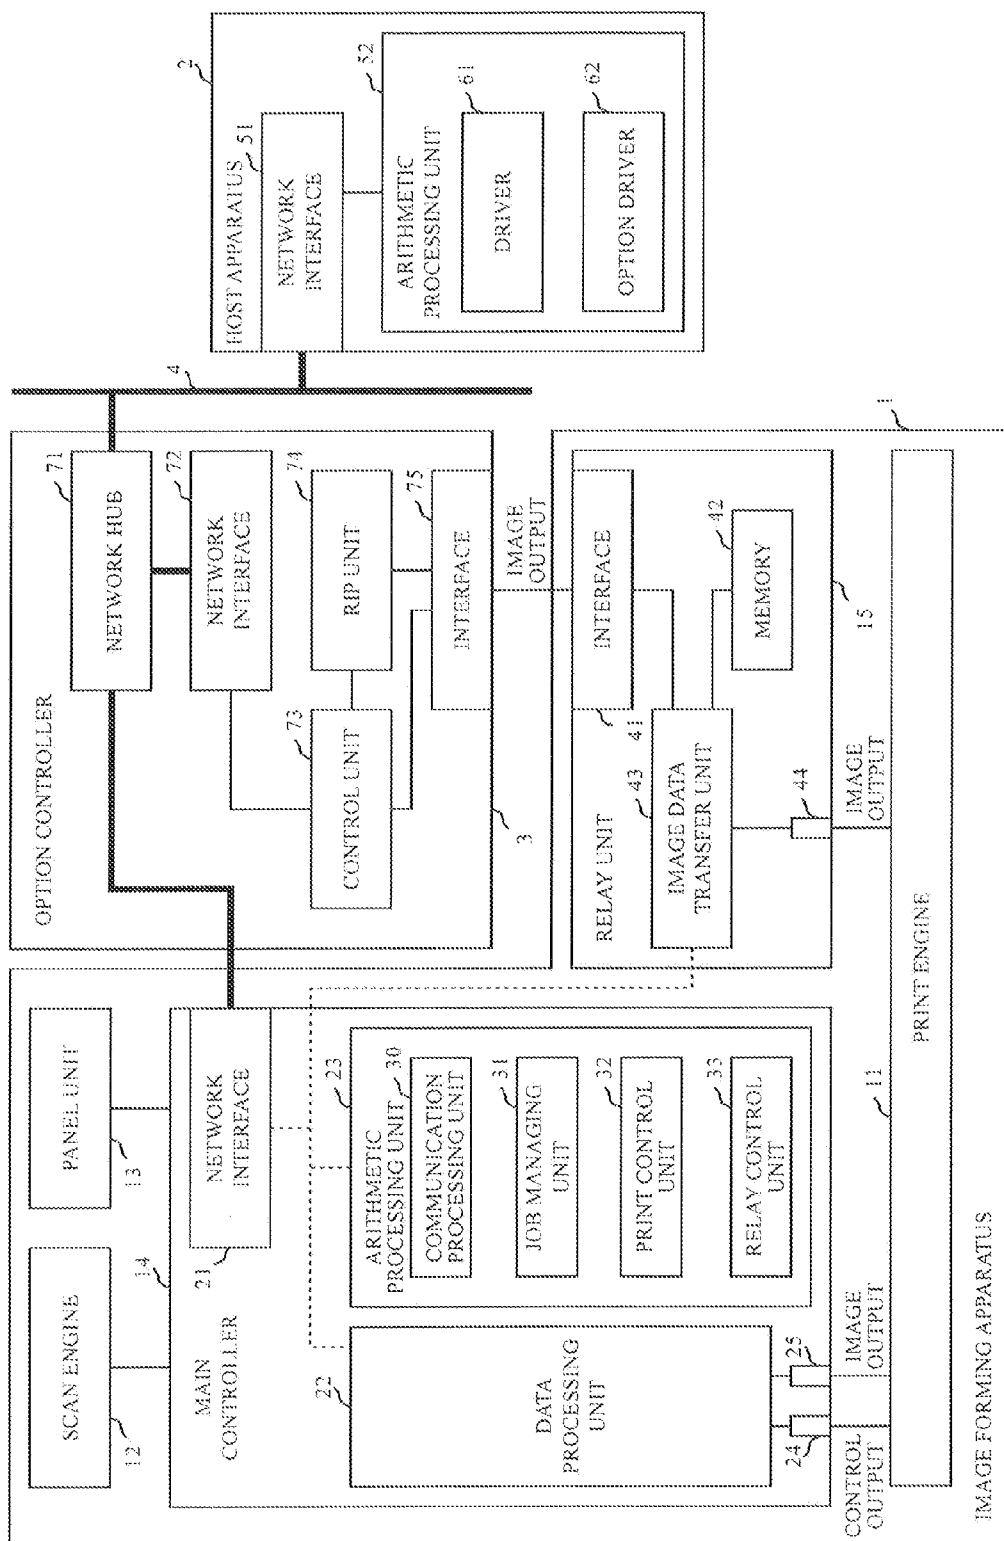 2
HOST APPARATUS
51
NETWORK
INTERFACE
52
ARITHMETIC
PROCESSING UNIT
61
DRIVER
62
OPTION DRIVER
4
OPTION CONTROLLER
71
NETWORK HUB
72
NETWORK
INTERFACE
73
CONTROL UNIT
74
RIP UNIT
75
INTERFACE
3
IMAGE
OUTPUT
1
RELAY UNIT
INTERFACE
41
43
IMAGE DATA
TRANSFER UNIT
42
MEMORY
15
44
IMAGE
OUTPUT
SCAN ENGINE
12
PANEL UNIT
13
14
MAIN
CONTROLLER
21
NETWORK
INTERFACE
22
DATA
PROCESSING
UNIT
23
ARITHMETIC
PROCESSING UNIT
30
COMMUNICATION
PROCESSING UNIT
31
JOB MANAGING
UNIT
32
PRINT CONTROL
UNIT
33
RELAY CONTROL
UNIT
24
25
CONTROL
OUTPUT
IMAGE
OUTPUT
11
PRINT ENGINE
IMAGE FORMING APPARATUS